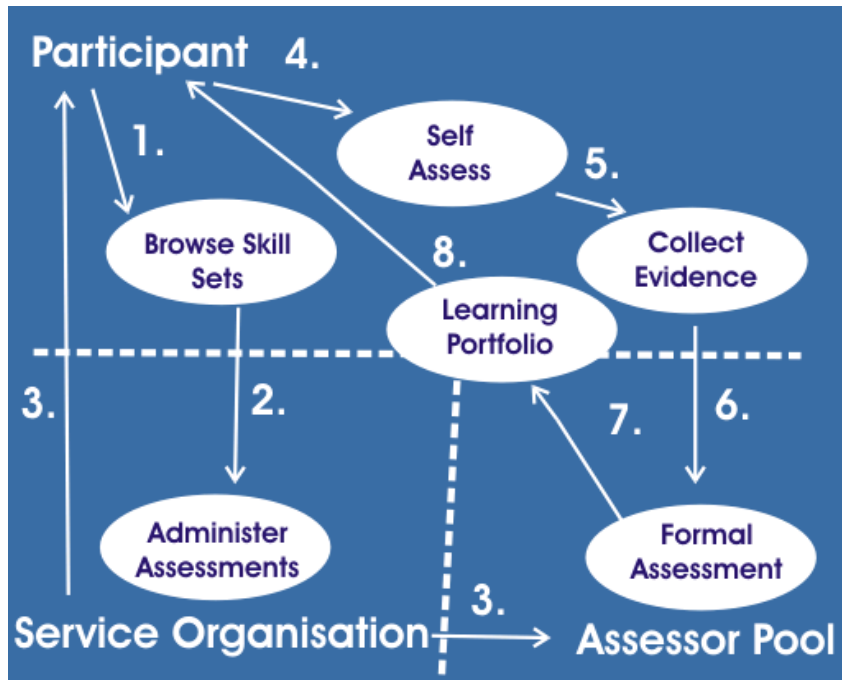 Participant
4.
1.
Self
Assess
5.
Browse Skill
Sets
8.
Collect
Evidence
Learning
Portfolio
3.
2.
7.
6.
Administer
Assessments
Formal
Assessment
3.
Service Organisation
Assessor Pool